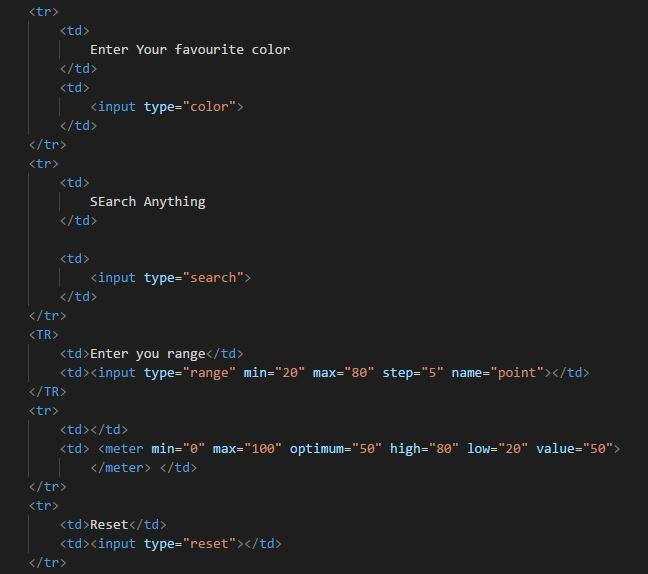 <tr>
<td>
Enter Your favourite color
</td>
<td>
<input type="color">
</td>
</tr>
<tr>
<td>
SEarch Anything
</td>
<td>
<input type="search">
</td>
</tr>
<TR>
<td>Enter you range</td>
<td><input type="range" min="20" max="80" step="5" name="point"></td>
</TR>
<tr>
<td></td>
<td> <meter min="0" max="100" optimum="50" high="80" low="20" value="50">
</meter> </td>
</tr>
<tr>
<td>Reset</td>
<td><input type="reset"></td>
</tr>